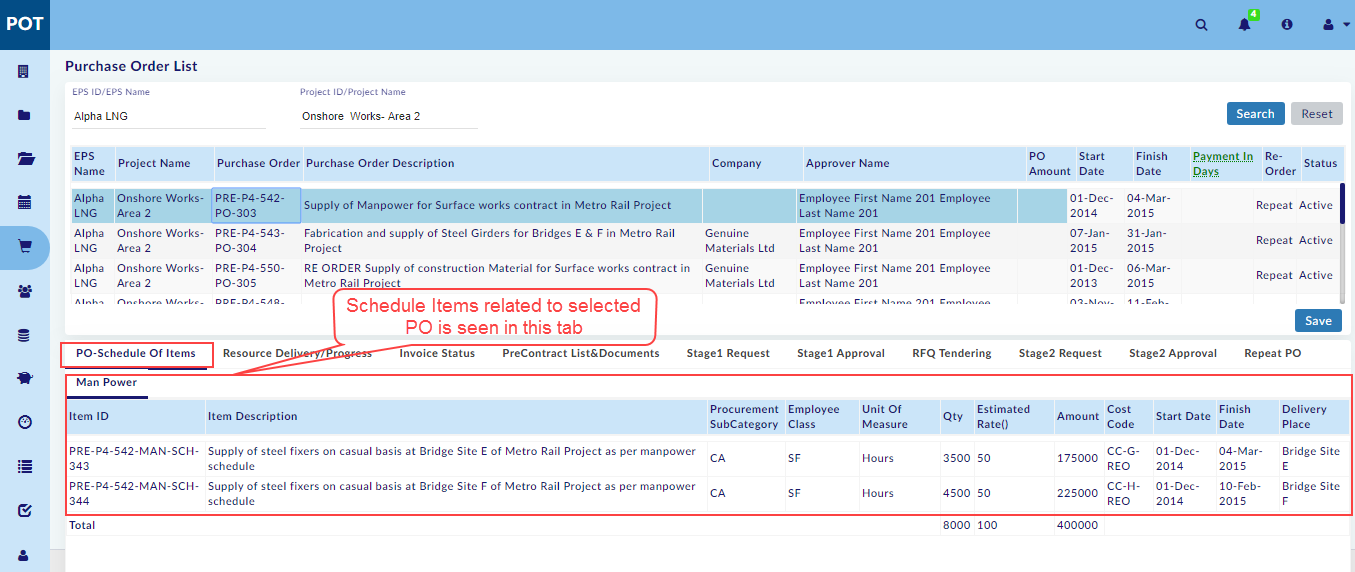 POT
4
Purchase Order List
EPS ID/EPS Name
Project ID/Project Name
Alpha LNG
Onshore Works- Area 2
Search
Reset
EPS Name
Project Name
Purchase Order
Purchase Order Description
Company
Approver Name
PO Amount
Start Date
Finish Date
Payment In Days
Re-Order
Status
Alpha LNG
Onshore Works- Area 2
PRE-P4-542-PO-303
Supply of Manpower for Surface works contract in Metro Rail Project
Employee First Name 201 Employee Last Name 201
01-Dec-2014
04-Mar-2015
Repeat
Active
Alpha LNG
Onshore Works- Area 2
PRE-P4-543-PO-304
Fabrication and supply of Steel Girders for Bridges E & F in Metro Rail Project
Genuine Materials Ltd
Employee First Name 201 Employee Last Name 201
07-Jan-2015
31-Jan-2015
Repeat
Active
Alpha LNG
Onshore Works- Area 2
PRE-P4-550-PO-305
RE ORDER Supply of construction Material for Surface works contract in Metro Rail Project
Genuine Materials Ltd
Employee First Name 201 Employee Last Name 201
01-Dec-2013
06-Mar-2015
Repeat
Active
Alpha
Onshore Works-
PRE-P4-548-
Employee First Name 201 Employee
03-Nov-
11-Feb-
Schedule Items related to selected
PO is seen in this tab
Save
PO-Schedule Of Items
Resource Delivery/Progress
Invoice Status
PreContract List&Documents
Stage1 Request
Stage1 Approval
RFQ Tendering
Stage2 Request
Stage2 Approval
Repeat PO
Man Power
Item ID
Item Description
Procurement SubCategory
Employee Class
Unit Of Measure
Qty
Estimated Rate()
Amount
Cost Code
Start Date
Finish Date
Delivery Place
PRE-P4-542-MAN-SCH-343
Supply of steel fixers on casual basis at Bridge Site E of Metro Rail Project as per manpower schedule
CA
SF
Hours
3500
50
175000
CC-G-REO
01-Dec-2014
04-Mar-2015
Bridge Site E
PRE-P4-542-MAN-SCH-344
Supply of steel fixers on casual basis at Bridge Site F of Metro Rail Project as per manpower schedule
CA
SF
Hours
4500
50
225000
CC-H-REO
01-Dec-2014
10-Feb-2015
Bridge Site F
Total
8000
100
400000